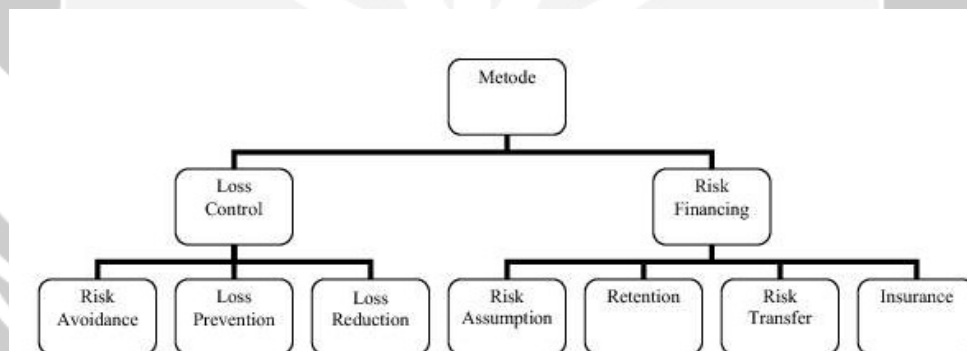 Metode
Loss
Control
Risk
Financing
Risk
Avoidance
Loss
Prevention
Loss
Reduction
Risk
Assumption
Retention
Risk
Transfer
Insurance